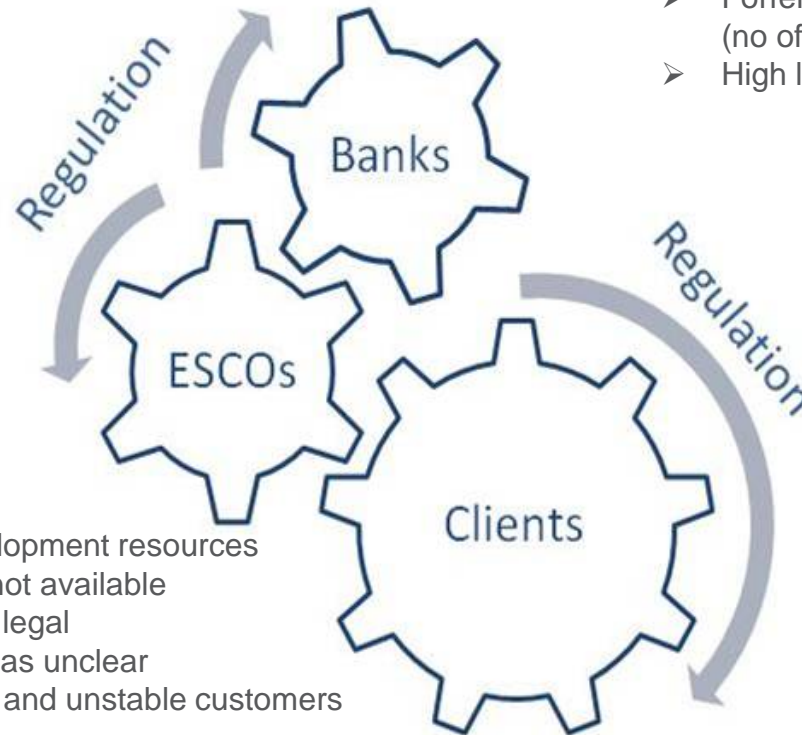 (no of
➢ High
Regulation
Banks
Regulation
ESCOs
Clients
lopment resources
not available
legal
as unclear
and unstable customers